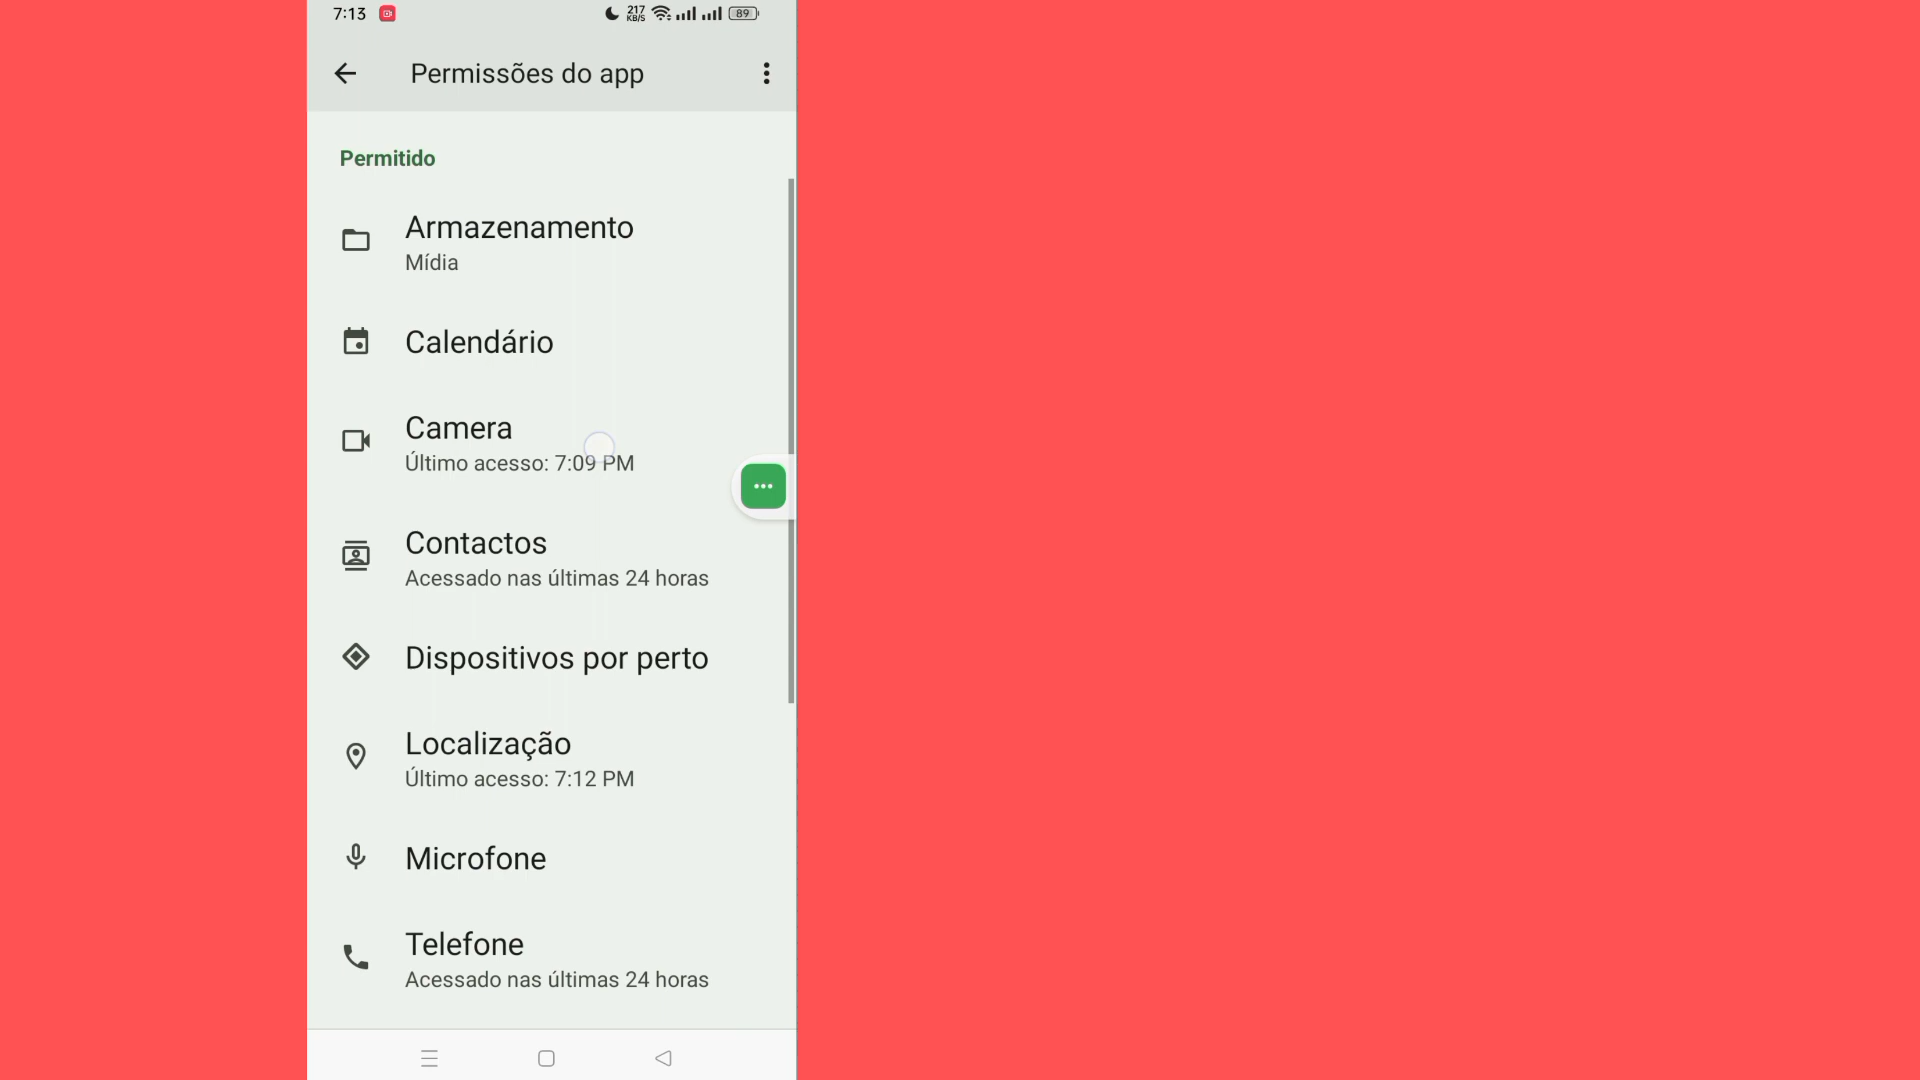 7:13
217
KB/S
89
Permissões do app
Permitido
Armazenamento
Mídia
Calendário
Camera
Último acesso: 7:09 PM
Contactos
Acessado nas últimas 24 horas
Dispositivos por perto
Localização
Último acesso: 7:12 PM
Microfone
Telefone
Acessado nas últimas 24 horas